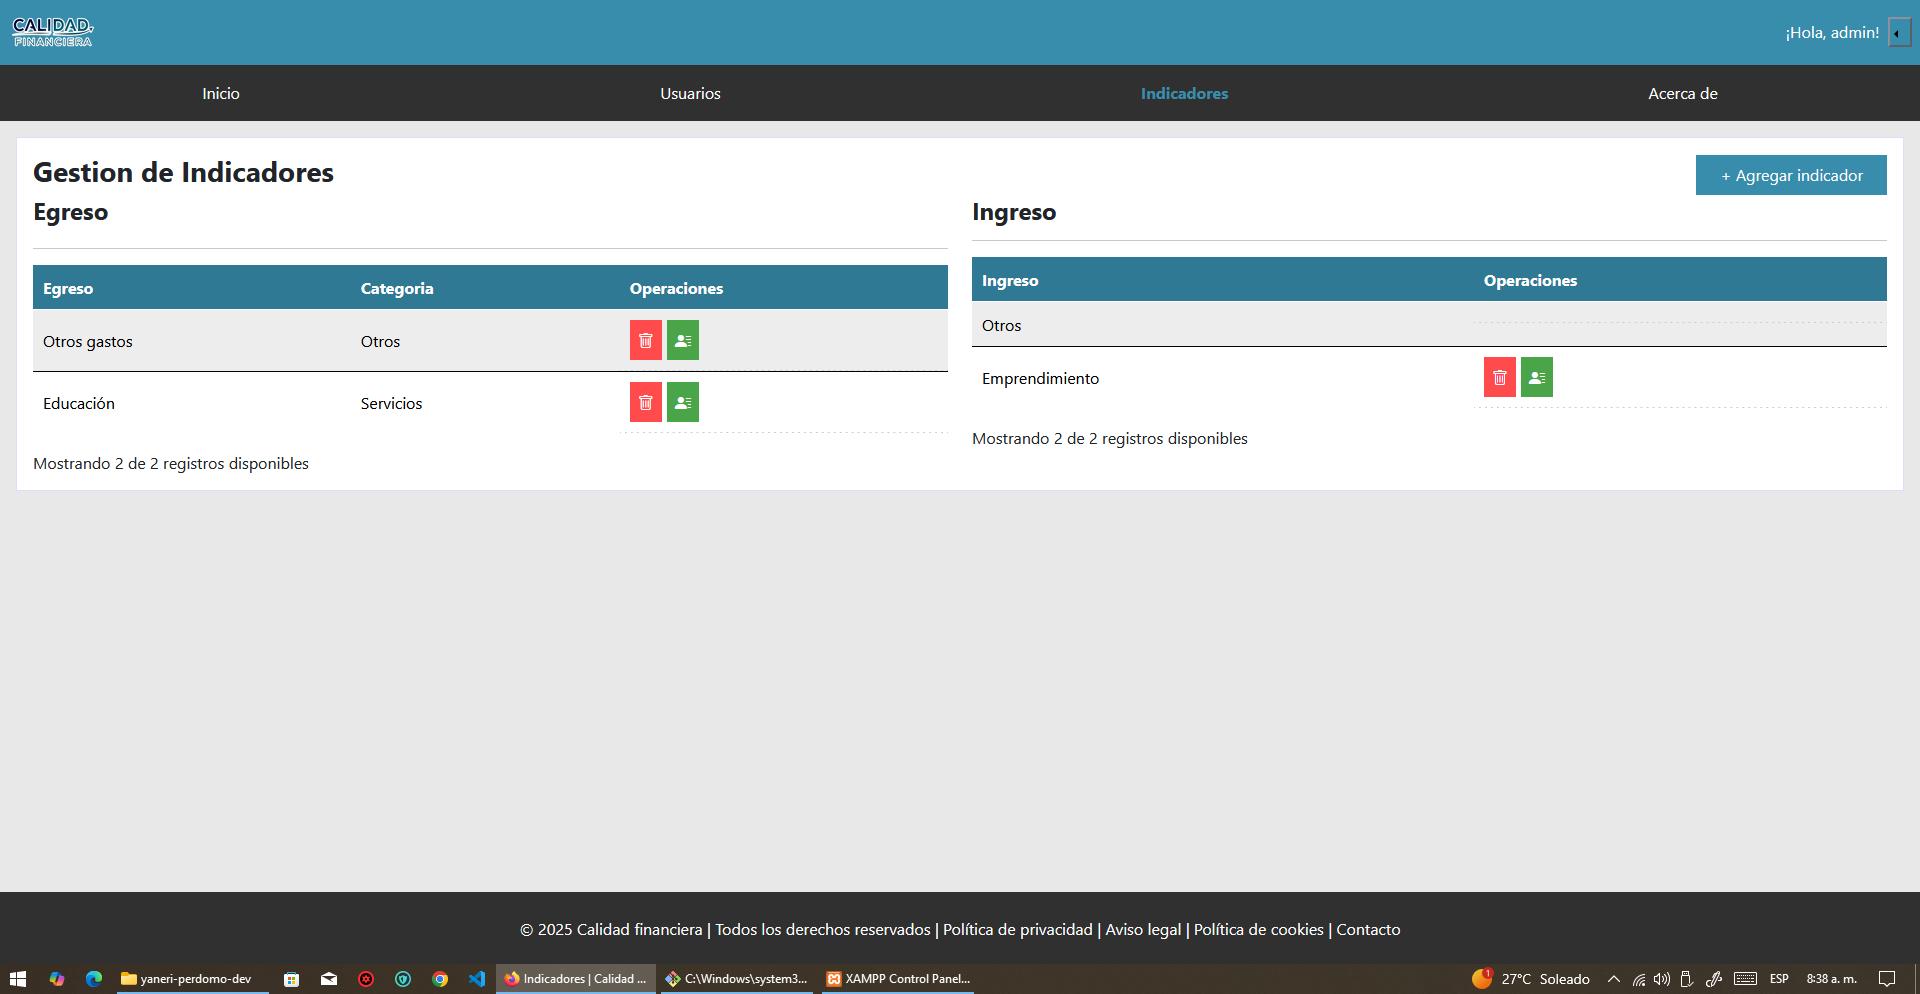 CALIDAD
FINANCIERA
¡Hola, admin!
Inicio
Usuarios
Indicadores
Acerca de
Gestion de Indicadores
+ Agregar indicador
Egreso
Egreso Categoria Operaciones
Otros gastos Otros
Educación Servicios
Mostrando 2 de 2 registros disponibles
Ingreso
Ingreso Operaciones
Otros
Emprendimiento
Mostrando 2 de 2 registros disponibles
© 2025 Calidad financiera | Todos los derechos reservados | Política de privacidad | Aviso legal | Política de cookies | Contacto
yaneri-perdomo-dev
Indicadores | Calidad ...
C:\Windows\system3...
XAMPP Control Panel...
1
27°C Soleado
ESP
8:38 a. m.